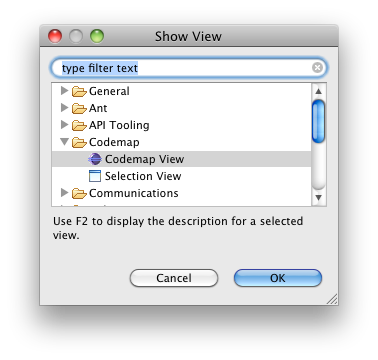 Show View
type filter text
General
Ant
API Tooling
Codemap
Codemap View
Selection View
Communications
Use F2 to display the description for a selected
view.
Cancel
OK